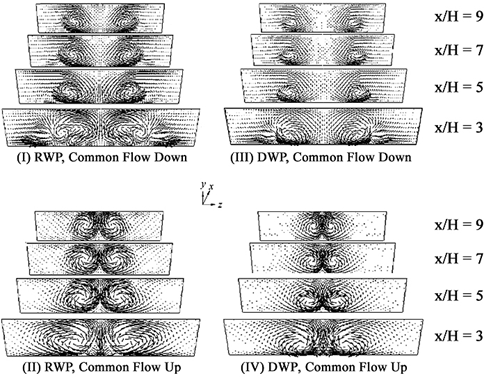 x/H = 9
x/H = 7
x/H = 5
x/H = 3
(I) RWP, Common Flow Down
(III) DWP, Common Flow Down
y
x
z
x/H = 9
x/H = 7
x/H = 5
x/H = 3
(II) RWP, Common Flow Up
(IV) DWP, Common Flow Up